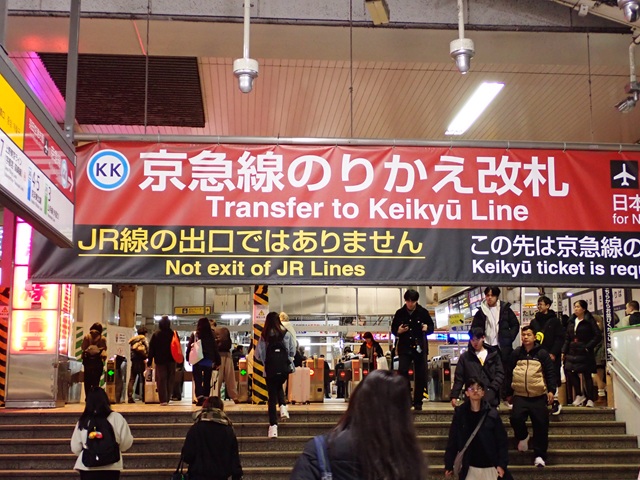 KK
京急線のりかえ改札
Transfer to Keikyū Line
日本
for N
JR線の出口ではありません
Not exit of JR Lines
この先は京急線の
Keikyū ticket is requ